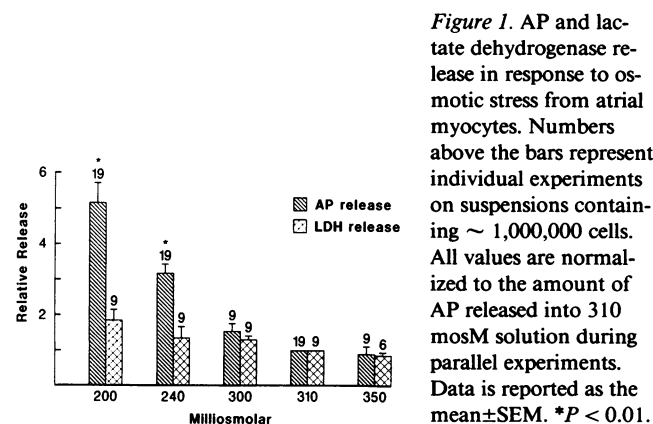 6
4
2
Relative Release
*
19
9
*
19
9
9
9
19 9
9 6
AP release
LDH release
200 240 300 310 350
Milliosmolar
Figure 1. AP and lac-
tate dehydrogenase re-
lease in response to os-
motic stress from atrial
myocytes. Numbers
above the bars represent
individual experiments
on suspensions contain-
ing ~ 1,000,000 cells.
All values are normal-
ized to the amount of
AP released into 310
mosM solution during
parallel experiments.
Data is reported as the
mean±SEM. *P < 0.01.